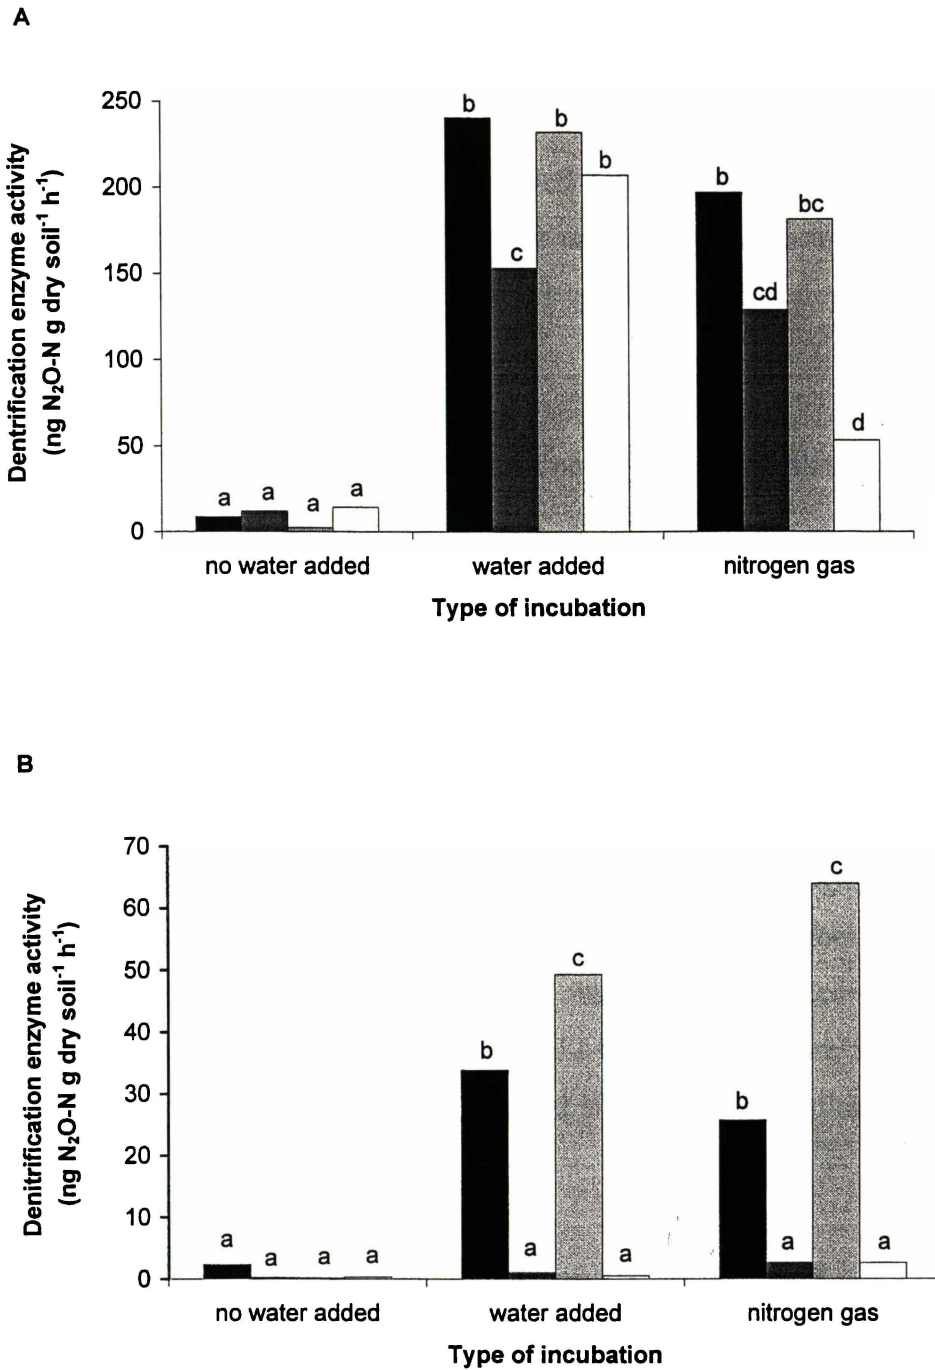 A
Dentrification enzyme activity
(ng N₂O-N g dry soil⁻¹ h⁻¹)
250
200
150
100
50
0
a a a a
b c b b
b cd bc d
no water added water added nitrogen gas
Type of incubation
B
Denitrification enzyme activity
(ng N₂O-N g dry soil⁻¹ h⁻¹)
70
60
50
40
30
20
10
0
a a a a
b a c a
b a c a
no water added water added nitrogen gas
Type of incubation